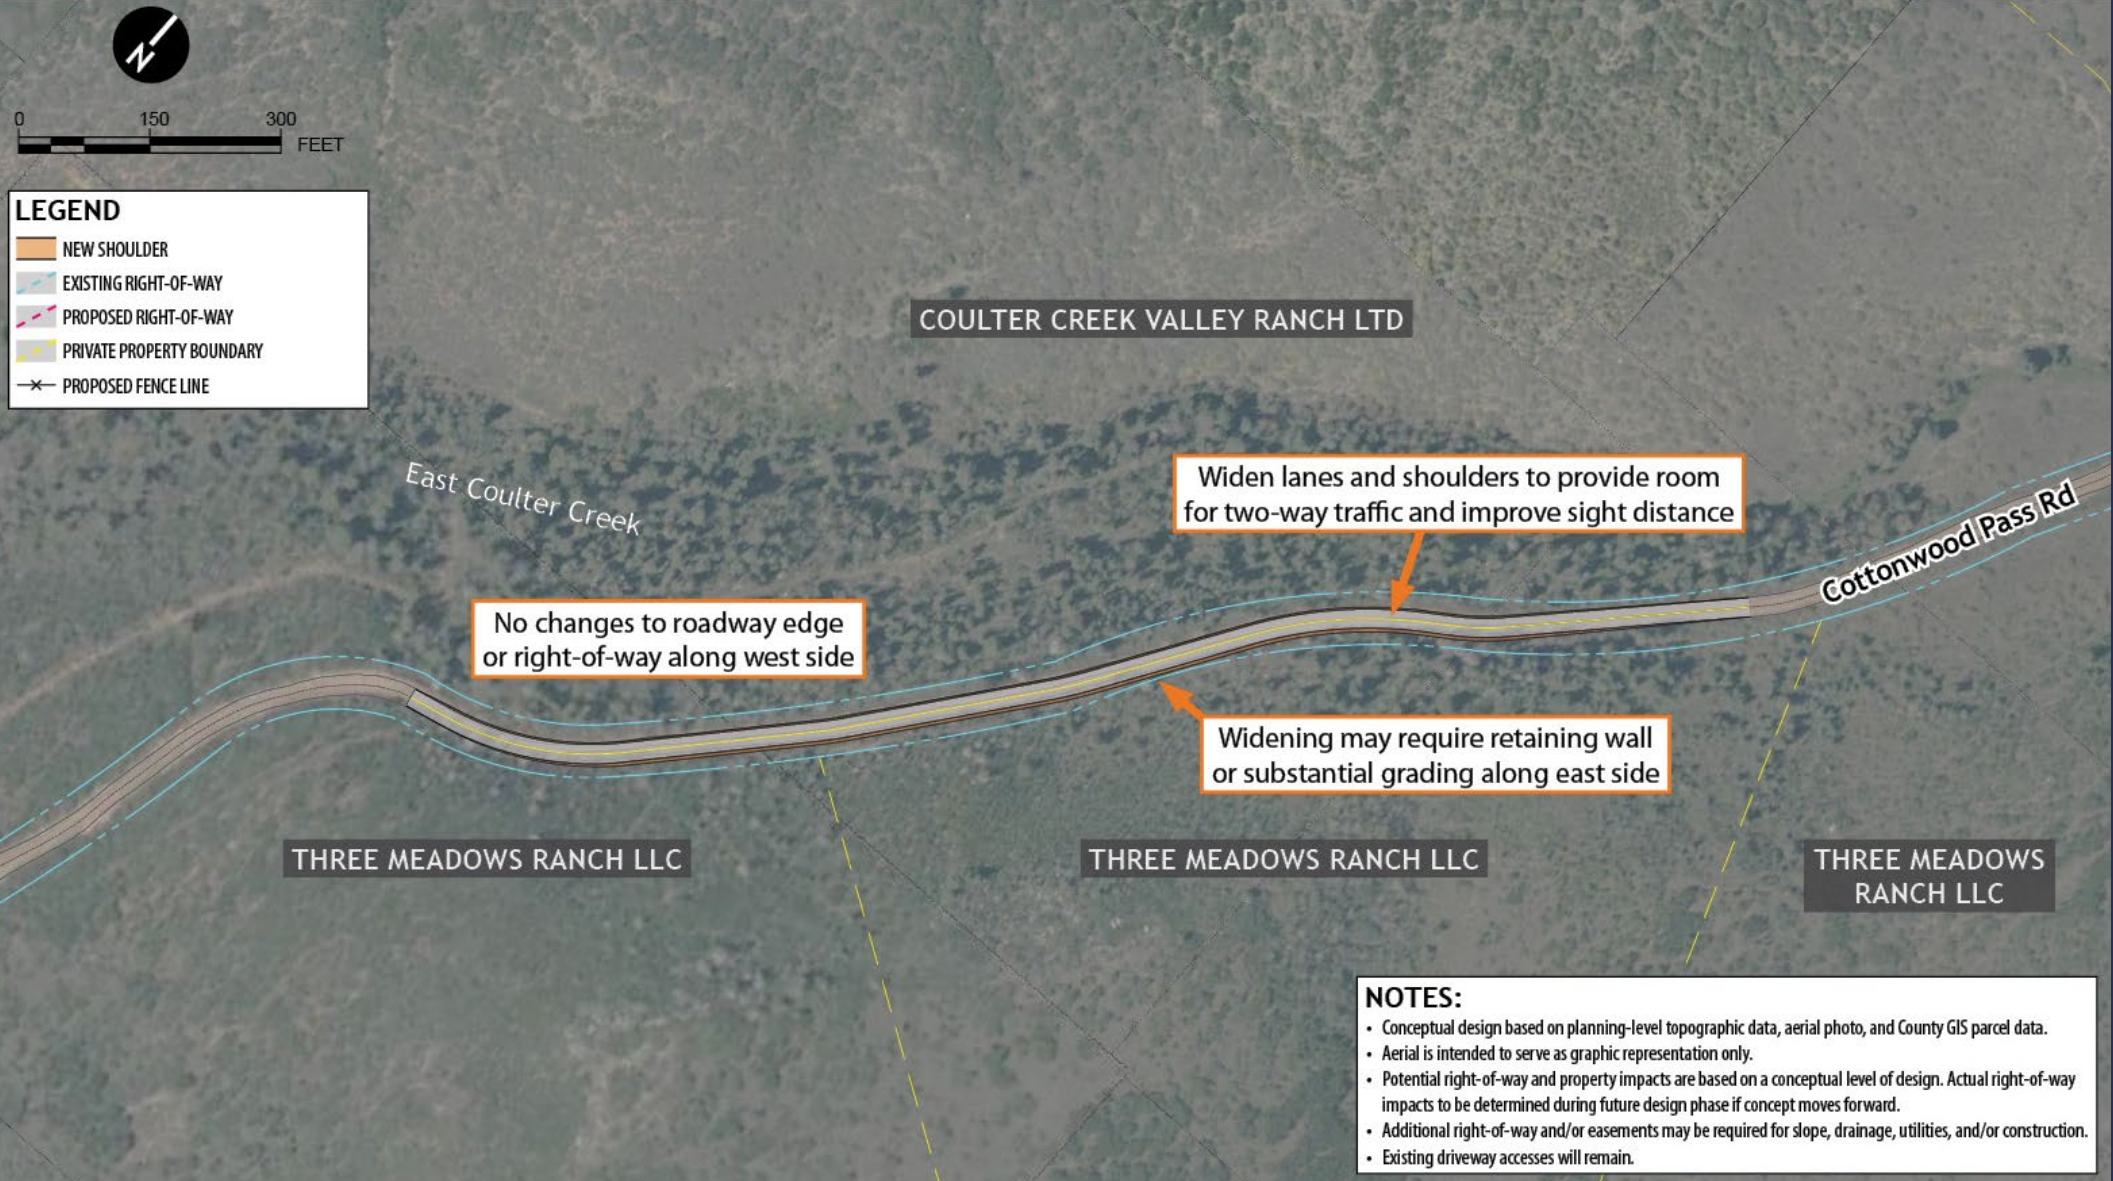 N
0 150 300
FEET
LEGEND
NEW SHOULDER
EXISTING RIGHT-OF-WAY
PROPOSED RIGHT-OF-WAY
PRIVATE PROPERTY BOUNDARY
PROPOSED FENCE LINE
COULTER CREEK VALLEY RANCH LTD
East Coulter Creek
Widen lanes and shoulders to provide room
for two-way traffic and improve sight distance
Cottonwood Pass Rd
No changes to roadway edge
or right-of-way along west side
Widening may require retaining wall
or substantial grading along east side
THREE MEADOWS RANCH LLC
THREE MEADOWS RANCH LLC
THREE MEADOWS
RANCH LLC
NOTES:
• Conceptual design based on planning-level topographic data, aerial photo, and County GIS parcel data.
• Aerial is intended to serve as graphic representation only.
• Potential right-of-way and property impacts are based on a conceptual level of design. Actual right-of-way
impacts to be determined during future design phase if concept moves forward.
• Additional right-of-way and/or easements may be required for slope, drainage, utilities, and/or construction.
• Existing driveway accesses will remain.